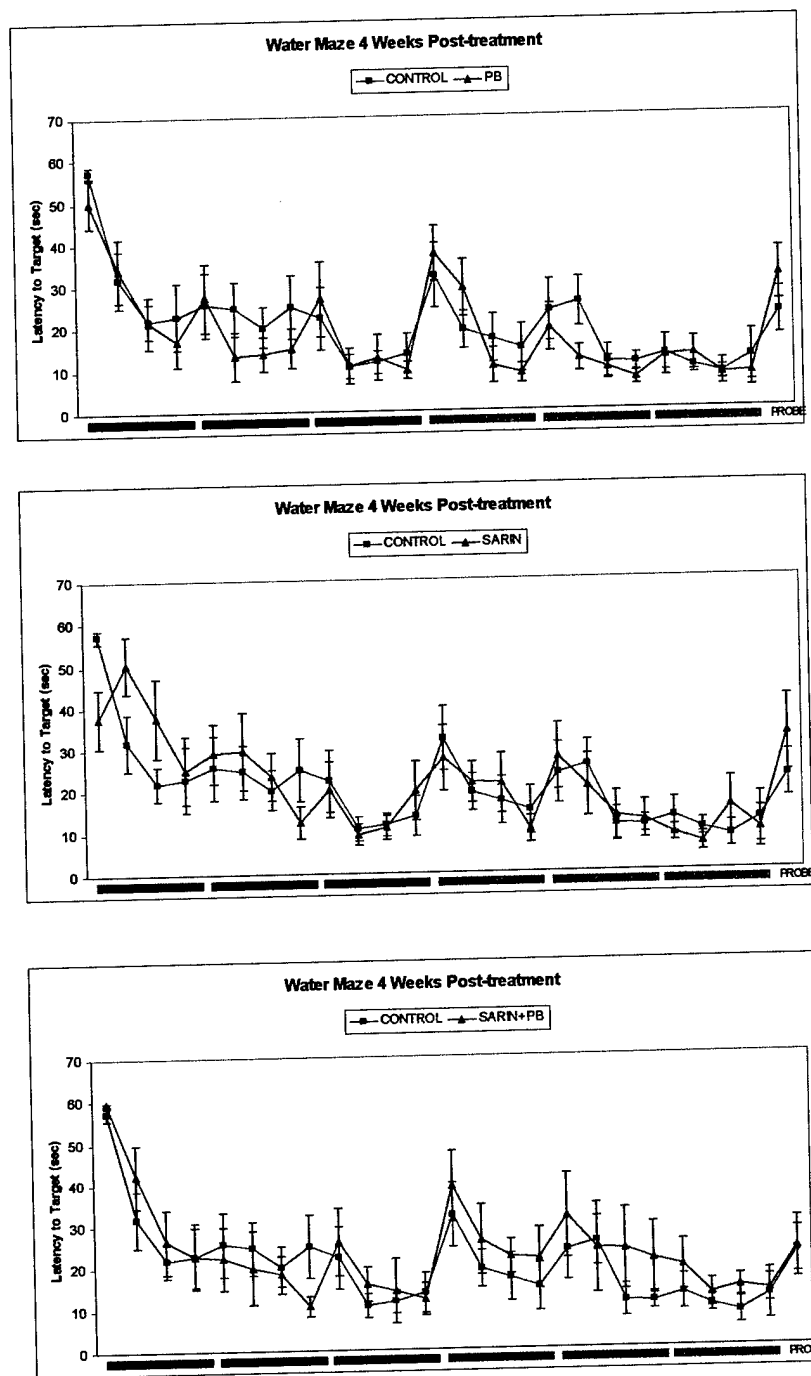 Water Maze 4 Weeks Post-treatment
CONTROL PB
Latency to Target (sec)
70
60
50
40
30
20
10
0
PROBE
Water Maze 4 Weeks Post-treatment
CONTROL SARIN
Latency to Target (sec)
70
60
50
40
30
20
10
0
PROBE
Water Maze 4 Weeks Post-treatment
CONTROL SARIN+PB
Latency to Target (sec)
70
60
50
40
30
20
10
0
PRO